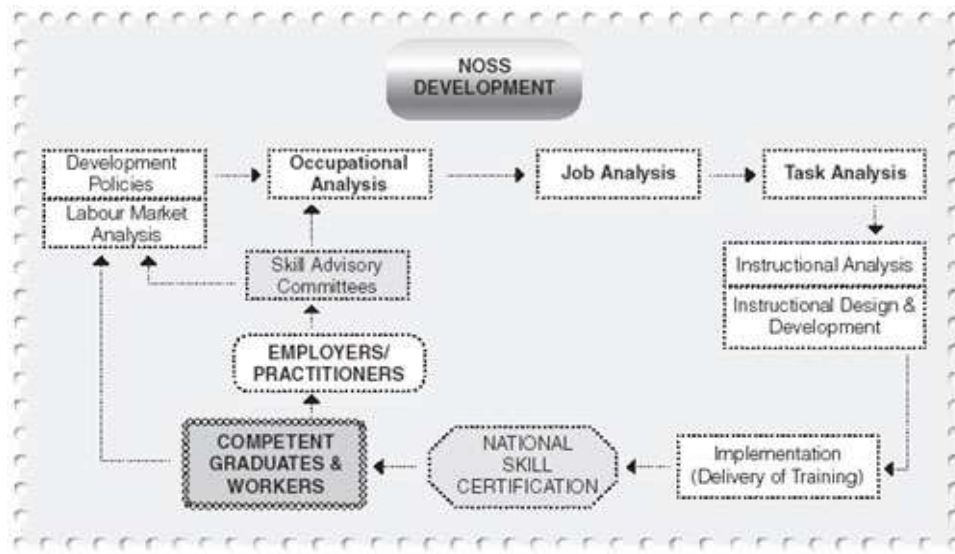 NOSS
DEVELOPMENT
Development
Policies
Labour Market
Analysis
Occupational
Analysis
Job Analysis
Task Analysis
Skill Advisory
Committees
Instructional Analysis
Instructional Design &
Development
EMPLOYERS/
PRACTITIONERS
COMPETENT
GRADUATES &
WORKERS
NATIONAL
SKILL
CERTIFICATION
Implementation
(Delivery of Training)